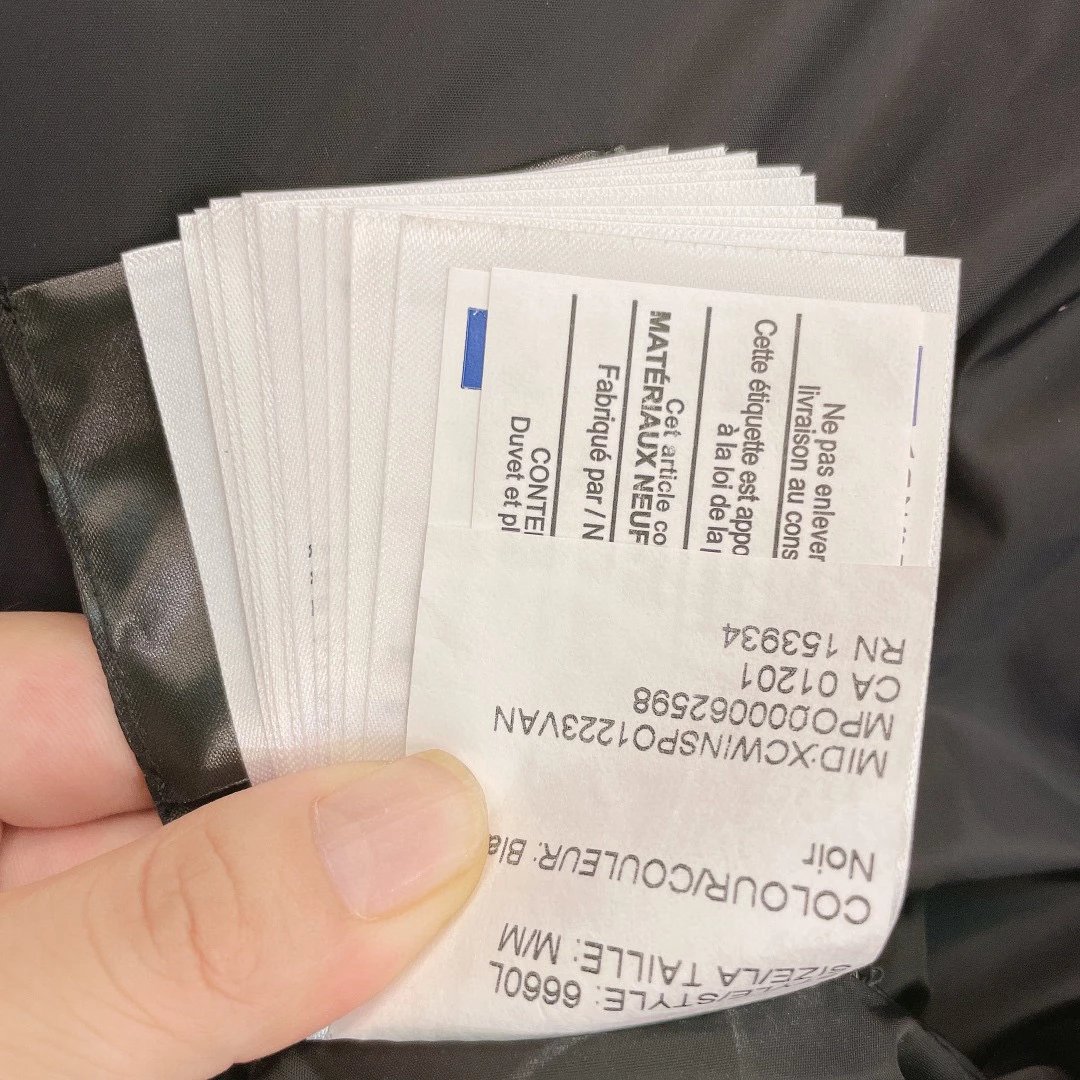 Ne pas enlever
livraison au cons
Cette étiquette est appo
à la loi de la
Cet article co
MATÉRIAUX NEUF
Fabriqué par / N
CONTE
Duvet et pl
STYLE: 6660L
SIZE/LA TAILLE: M/M
COLOUR/COULEUR: Bla
Noir
MID:XCWINSPO1223VAN
MPO00062598
CA 01201
RN 153934